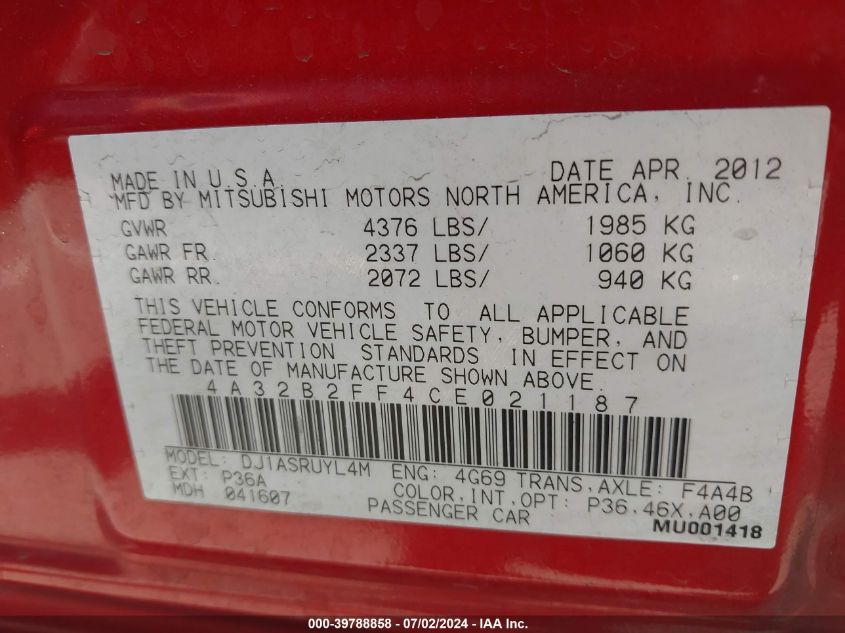 MADE IN U.S.A. DATE APR. 2012
MFD BY MITSUBISHI MOTORS NORTH AMERICA, INC.
GVWR 4376 LBS/ 1985 KG
GAWR FR. 2337 LBS/ 1060 KG
GAWR RR. 2072 LBS/ 940 KG
THIS VEHICLE CONFORMS TO ALL APPLICABLE
FEDERAL MOTOR VEHICLE SAFETY, BUMPER, AND
THEFT PREVENTION STANDARDS IN EFFECT ON
THE DATE OF MANUFACTURE SHOWN ABOVE.
4A32B2FF4CE021187
MODEL: DJ1ASRUYL4M ENG: 4G69 TRANS,AXLE: F4A4B
EXT: P36A COLOR,INT,OPT: P36.46X.A00
MDH 041607 PASSENGER CAR
MU001418
000-39788858 - 07/02/2024 - IAA Inc.